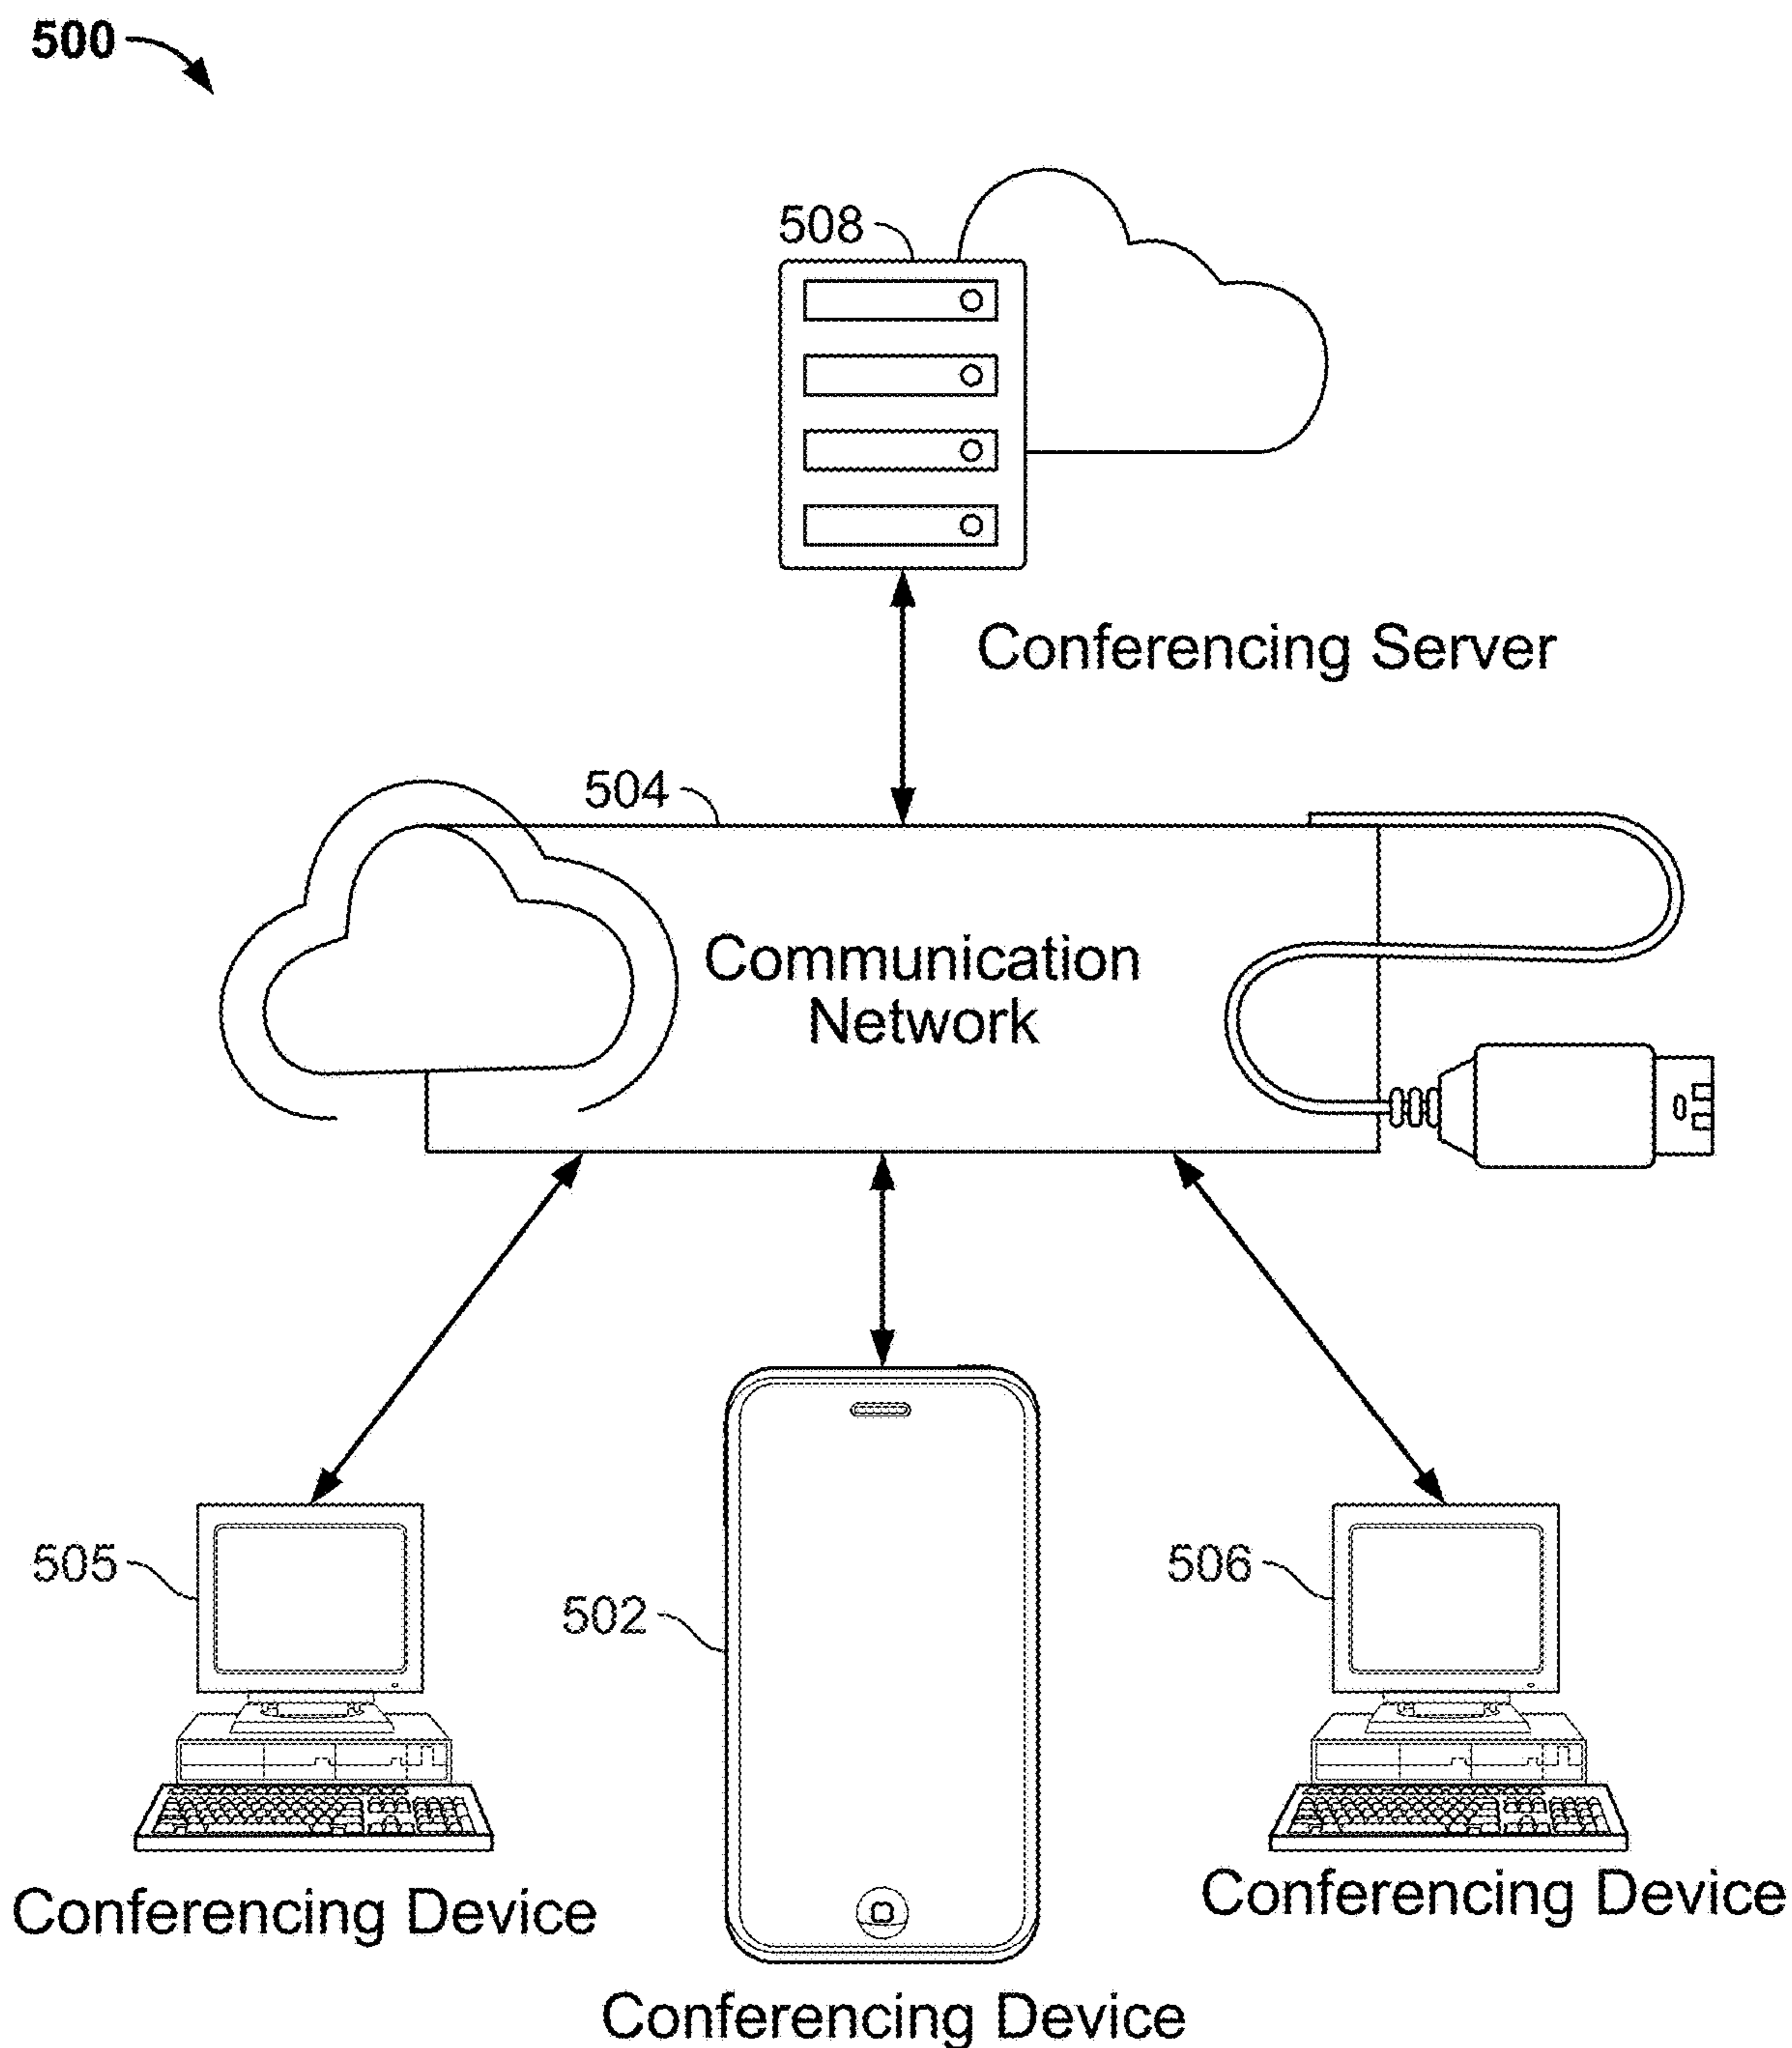 500
508
Conferencing Server
504
Communication
Network
505
502
506
Conferencing Device
Conferencing Device
Conferencing Device